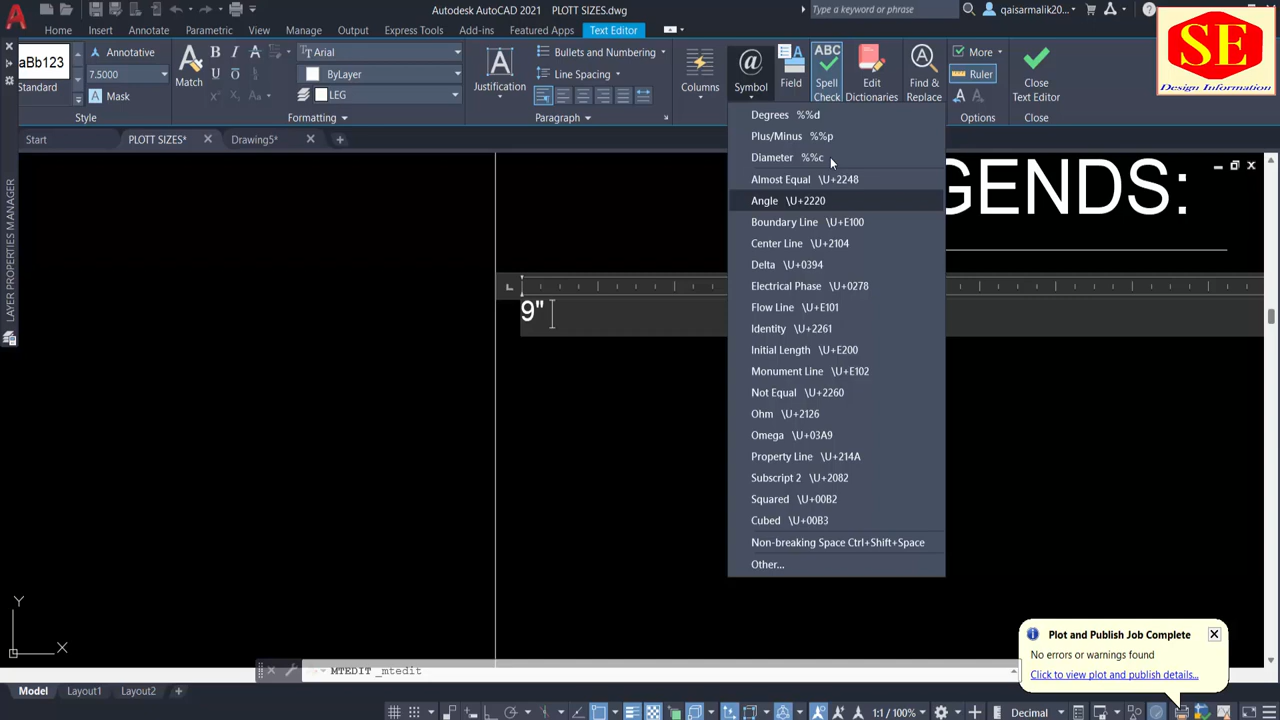 Autodesk AutoCAD 2021 PLOTT SIZES.dwg
Type a keyword or phrase
qaisarmalik20...
SE
Design Information
Home Insert Annotate Parametric View Manage Output Express Tools Add-ins Featured Apps Text Editor
aBb123
Standard
Annotative
7.5000
Mask
Style
Match
B I A
U O
Arial
ByLayer
LEG
Formatting
A
Justification
Bullets and Numbering
Line Spacing
Paragraph
Columns
@
Symbol
Field
ABC
Spell
Check
Edit
Dictionaries
A
Find &
Replace
More
Ruler
Options
Close
Text Editor
Close
Start PLOTT SIZES* Drawing5*
LAYER PROPERTIES MANAGER
Degrees %%d
Plus/Minus %%p
Diameter %%c
Almost Equal \U+2248
Angle \U+2220
Boundary Line \U+E100
Center Line \U+2104
Delta \U+0394
Electrical Phase \U+0278
Flow Line \U+E101
Identity \U+2261
Initial Length \U+E200
Monument Line \U+E102
Not Equal \U+2260
Ohm \U+2126
Omega \U+03A9
Property Line \U+214A
Subscript 2 \U+2082
Squared \U+00B2
Cubed \U+00B3
Non-breaking Space Ctrl+Shift+Space
Other...
GENDS:
9"
Y
X
Plot and Publish Job Complete
No errors or warnings found
Click to view plot and publish details...
MTEDIT _mtedit
Model Layout1 Layout2
1:1 / 100%
Decimal